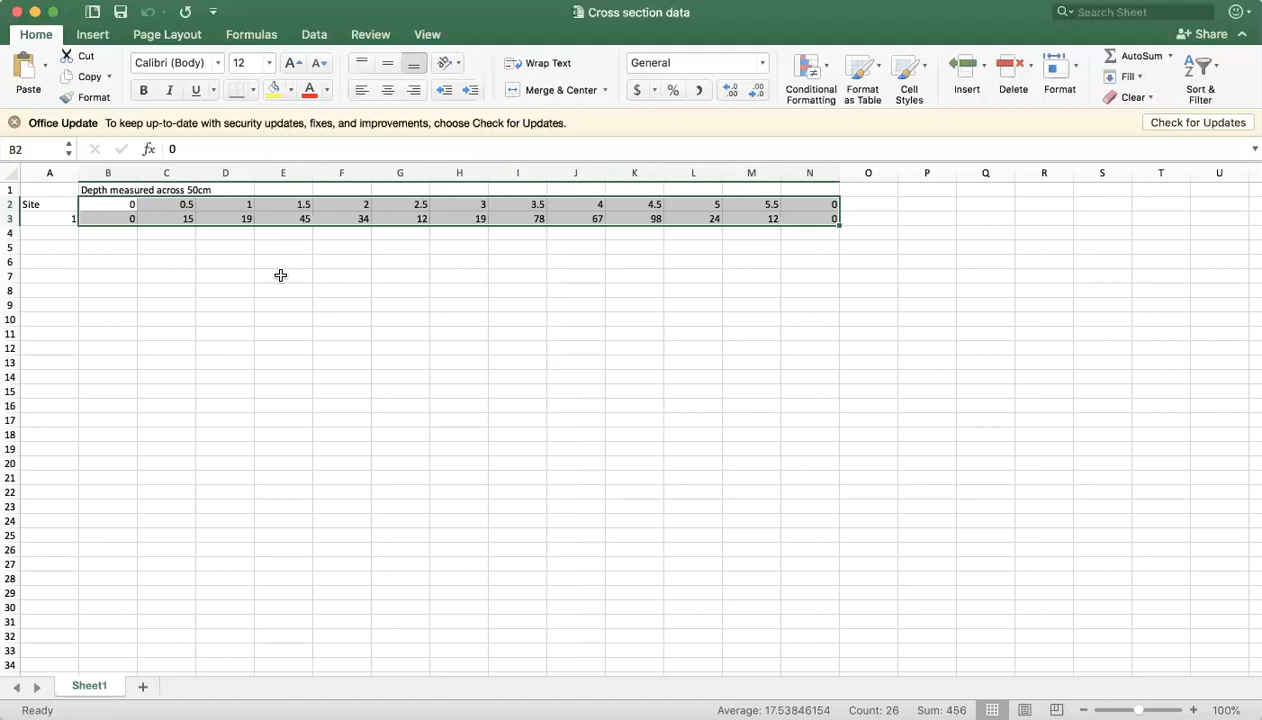 Cross section data
Search Sheet
Home Insert Page Layout Formulas Data Review View
Share
Paste
Cut
Copy
Format
Calibri (Body) 12
B I U
Wrap Text
Merge & Center
General
$ % )
Conditional Formatting
Format as Table
Cell Styles
Insert
Delete
Format
AutoSum
Fill
Clear
Sort & Filter
Office Update To keep up-to-date with security updates, fixes, and improvements, choose Check for Updates.
Check for Updates
B2 fx 0
A B C D E F G H I J K L M N O P Q R S T U
1 Depth measured across 50cm
2 Site 0 0.5 1 1.5 2 2.5 3 3.5 4 4.5 5 5.5 0
3 1 0 15 19 45 34 12 19 78 67 98 24 12 0
4
5
6
7
8
9
10
11
12
13
14
15
16
17
18
19
20
21
22
23
24
25
26
27
28
29
30
31
32
33
34
Sheet1
Ready
Average: 17.53846154 Count: 26 Sum: 456
100%